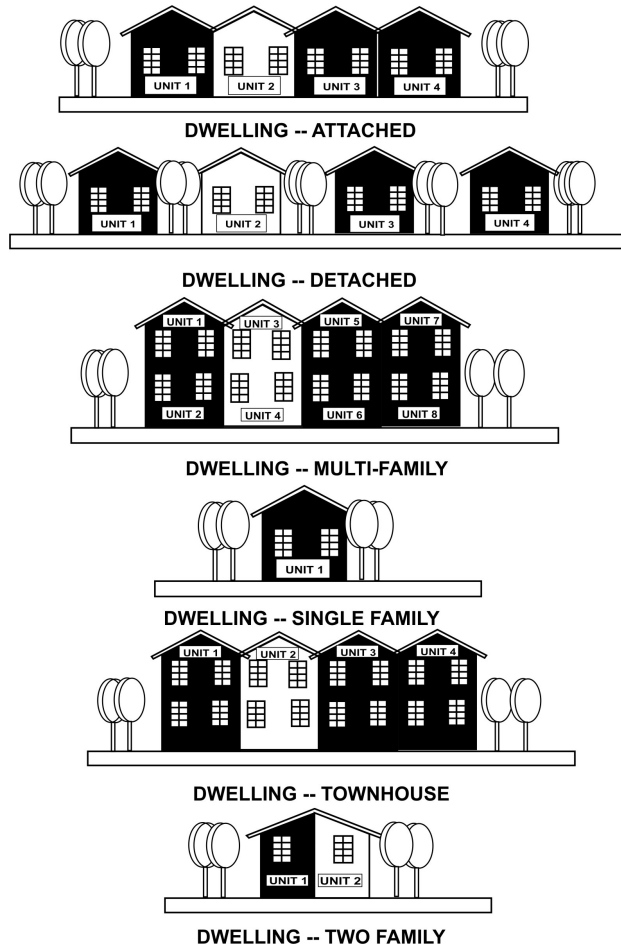 UNIT 1 UNIT 2 UNIT 3 UNIT 4
DWELLING -- ATTACHED
UNIT 1 UNIT 2 UNIT 3 UNIT 4
DWELLING -- DETACHED
UNIT 1 UNIT 3 UNIT 5 UNIT 7
UNIT 2 UNIT 4 UNIT 6 UNIT 8
DWELLING -- MULTI-FAMILY
UNIT 1
DWELLING -- SINGLE FAMILY
UNIT 1 UNIT 2 UNIT 3 UNIT 4
DWELLING -- TOWNHOUSE
UNIT 1 UNIT 2
DWELLING -- TWO FAMILY